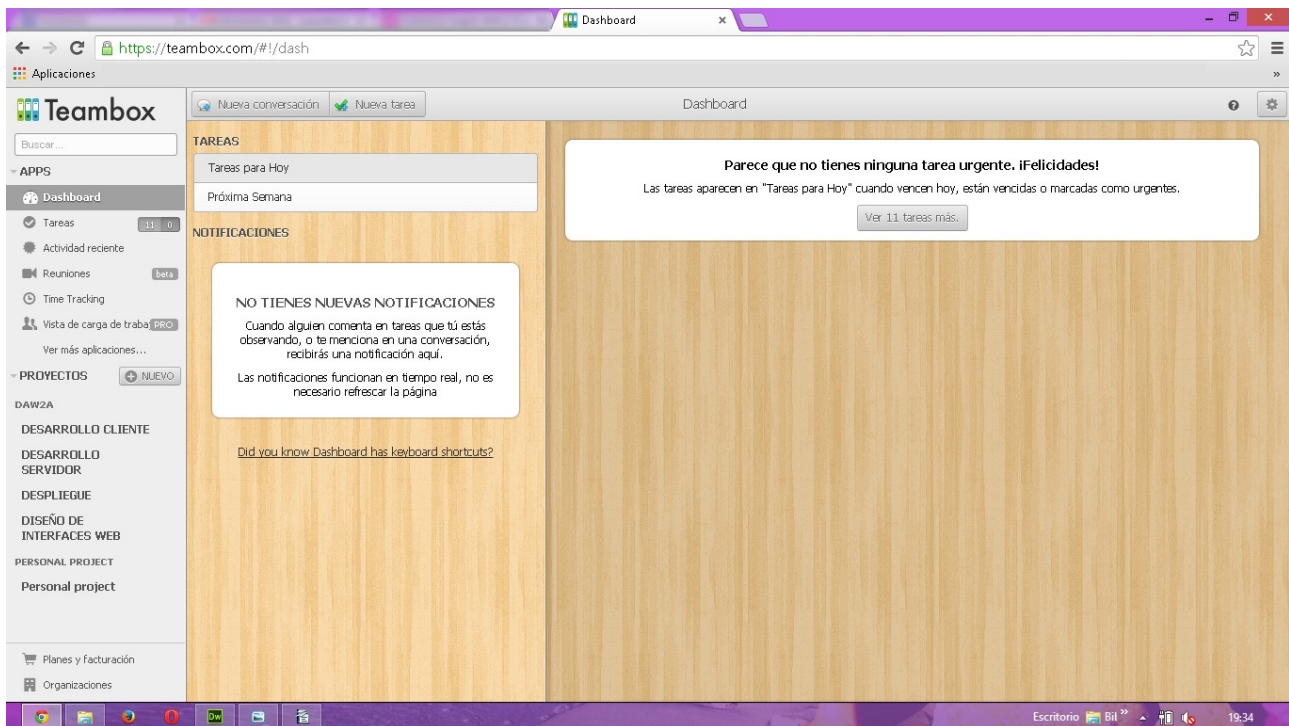 Dashboard
https://teambox.com/#!/dash
Aplicaciones
»
Teambox
Nueva conversación
Nueva tarea
Dashboard
Buscar...
APPS
Dashboard
Tareas 11 0
Actividad reciente
Reuniones beta
Time Tracking
Vista de carga de trabaj PRO
Ver más aplicaciones...
PROYECTOS NUEVO
DAW2A
DESARROLLO CLIENTE
DESARROLLO
SERVIDOR
DESPLIEGUE
DISEÑO DE
INTERFACES WEB
PERSONAL PROJECT
Personal project
Planes y facturación
Organizaciones
TAREAS
Tareas para Hoy
Próxima Semana
NOTIFICACIONES
NO TIENES NUEVAS NOTIFICACIONES
Cuando alguien comenta en tareas que tú estás
observando, o te menciona en una conversación,
recibirás una notificación aquí.
Las notificaciones funcionan en tiempo real, no es
necesario refrescar la página
Did you know Dashboard has keyboard shortcuts?
Parece que no tienes ninguna tarea urgente. ¡Felicidades!
Las tareas aparecen en "Tareas para Hoy" cuando vencen hoy, están vencidas o marcadas como urgentes.
Ver 11 tareas más.
Dw
Escritorio Bil » 19:34